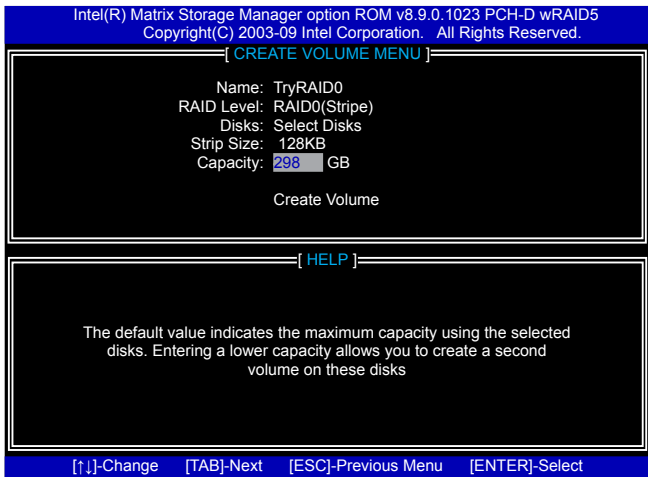 Intel(R) Matrix Storage Manager option ROM v8.9.0.1023 PCH-D wRAID5
Copyright(C) 2003-09 Intel Corporation. All Rights Reserved.
[ CREATE VOLUME MENU ]
Name: TryRAID0
RAID Level: RAID0(Stripe)
Disks: Select Disks
Strip Size: 128KB
Capacity: 298 GB
Create Volume
[ HELP ]
The default value indicates the maximum capacity using the selected
disks. Entering a lower capacity allows you to create a second
volume on these disks
[↑↓]-Change [TAB]-Next [ESC]-Previous Menu [ENTER]-Select